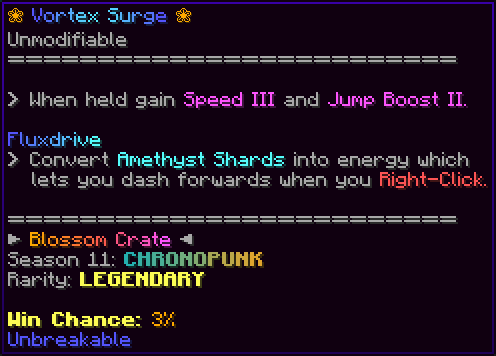 ❀ Vortex Surge ❀
Unmodifiable
==========================
> When held gain Speed III and Jump Boost II.
Fluxdrive
> Convert Amethyst Shards into energy which
lets you dash forwards when you Right-Click.
==========================
► Blossom Crate ◄
Season 11: CHRONOPUNK
Rarity: LEGENDARY
Win Chance: 3%
Unbreakable